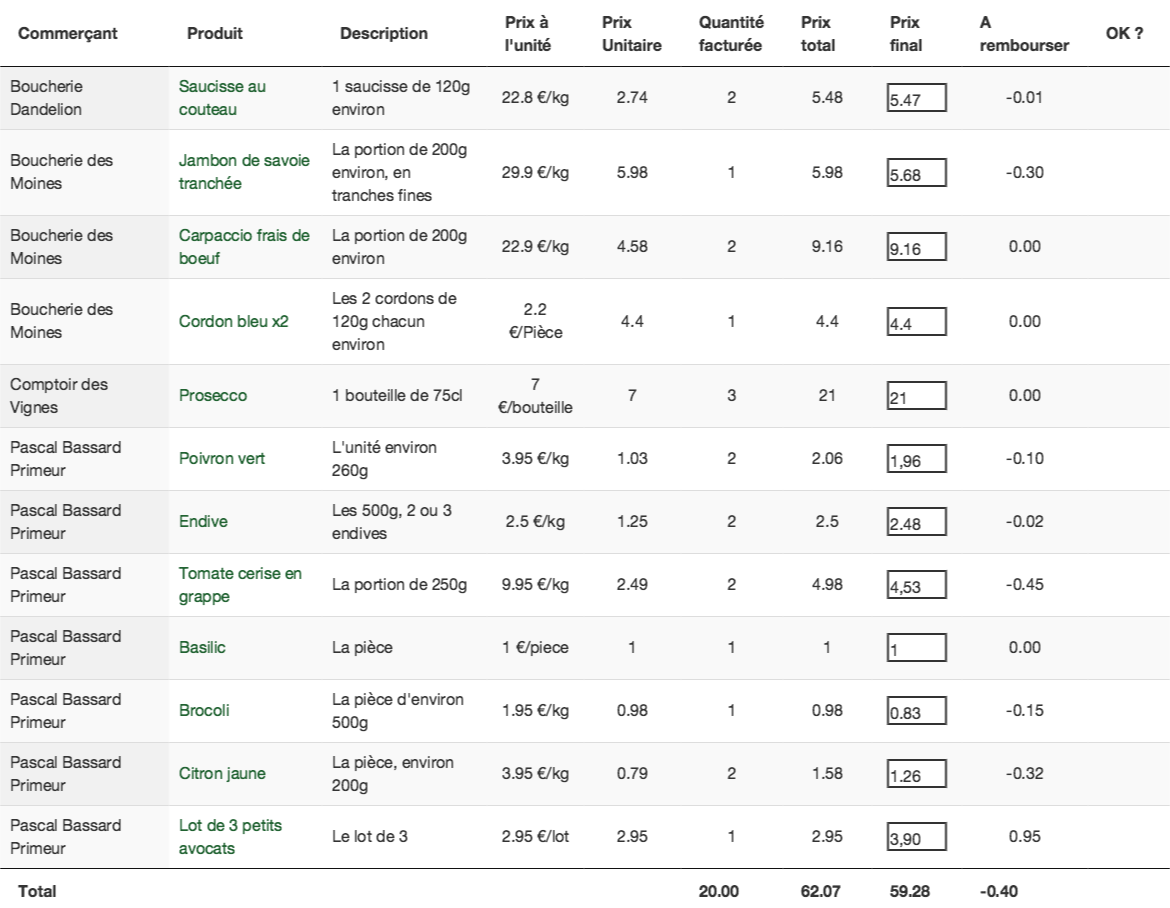 Commerçant Produit Description Prix à l'unité Prix Unitaire Quantité facturée Prix total Prix final A rembourser OK ?
Boucherie Dandelion Saucisse au couteau 1 saucisse de 120g environ 22.8 €/kg 2.74 2 5.48 5.47 -0.01
Boucherie des Moines Jambon de savoie tranchée La portion de 200g environ, en tranches fines 29.9 €/kg 5.98 1 5.98 5.68 -0.30
Boucherie des Moines Carpaccio frais de boeuf La portion de 200g environ 22.9 €/kg 4.58 2 9.16 9.16 0.00
Boucherie des Moines Cordon bleu x2 Les 2 cordons de 120g chacun environ 2.2 €/Pièce 4.4 1 4.4 4.4 0.00
Comptoir des Vignes Prosecco 1 bouteille de 75cl 7 €/bouteille 7 3 21 21 0.00
Pascal Bassard Primeur Poivron vert L'unité environ 260g 3.95 €/kg 1.03 2 2.06 1,96 -0.10
Pascal Bassard Primeur Endive Les 500g, 2 ou 3 endives 2.5 €/kg 1.25 2 2.5 2.48 -0.02
Pascal Bassard Primeur Tomate cerise en grappe La portion de 250g 9.95 €/kg 2.49 2 4.98 4,53 -0.45
Pascal Bassard Primeur Basilic La pièce 1 €/piece 1 1 1 1 0.00
Pascal Bassard Primeur Brocoli La pièce d'environ 500g 1.95 €/kg 0.98 1 0.98 0.83 -0.15
Pascal Bassard Primeur Citron jaune La pièce, environ 200g 3.95 €/kg 0.79 2 1.58 1.26 -0.32
Pascal Bassard Primeur Lot de 3 petits avocats Le lot de 3 2.95 €/lot 2.95 1 2.95 3,90 0.95
Total 20.00 62.07 59.28 -0.40